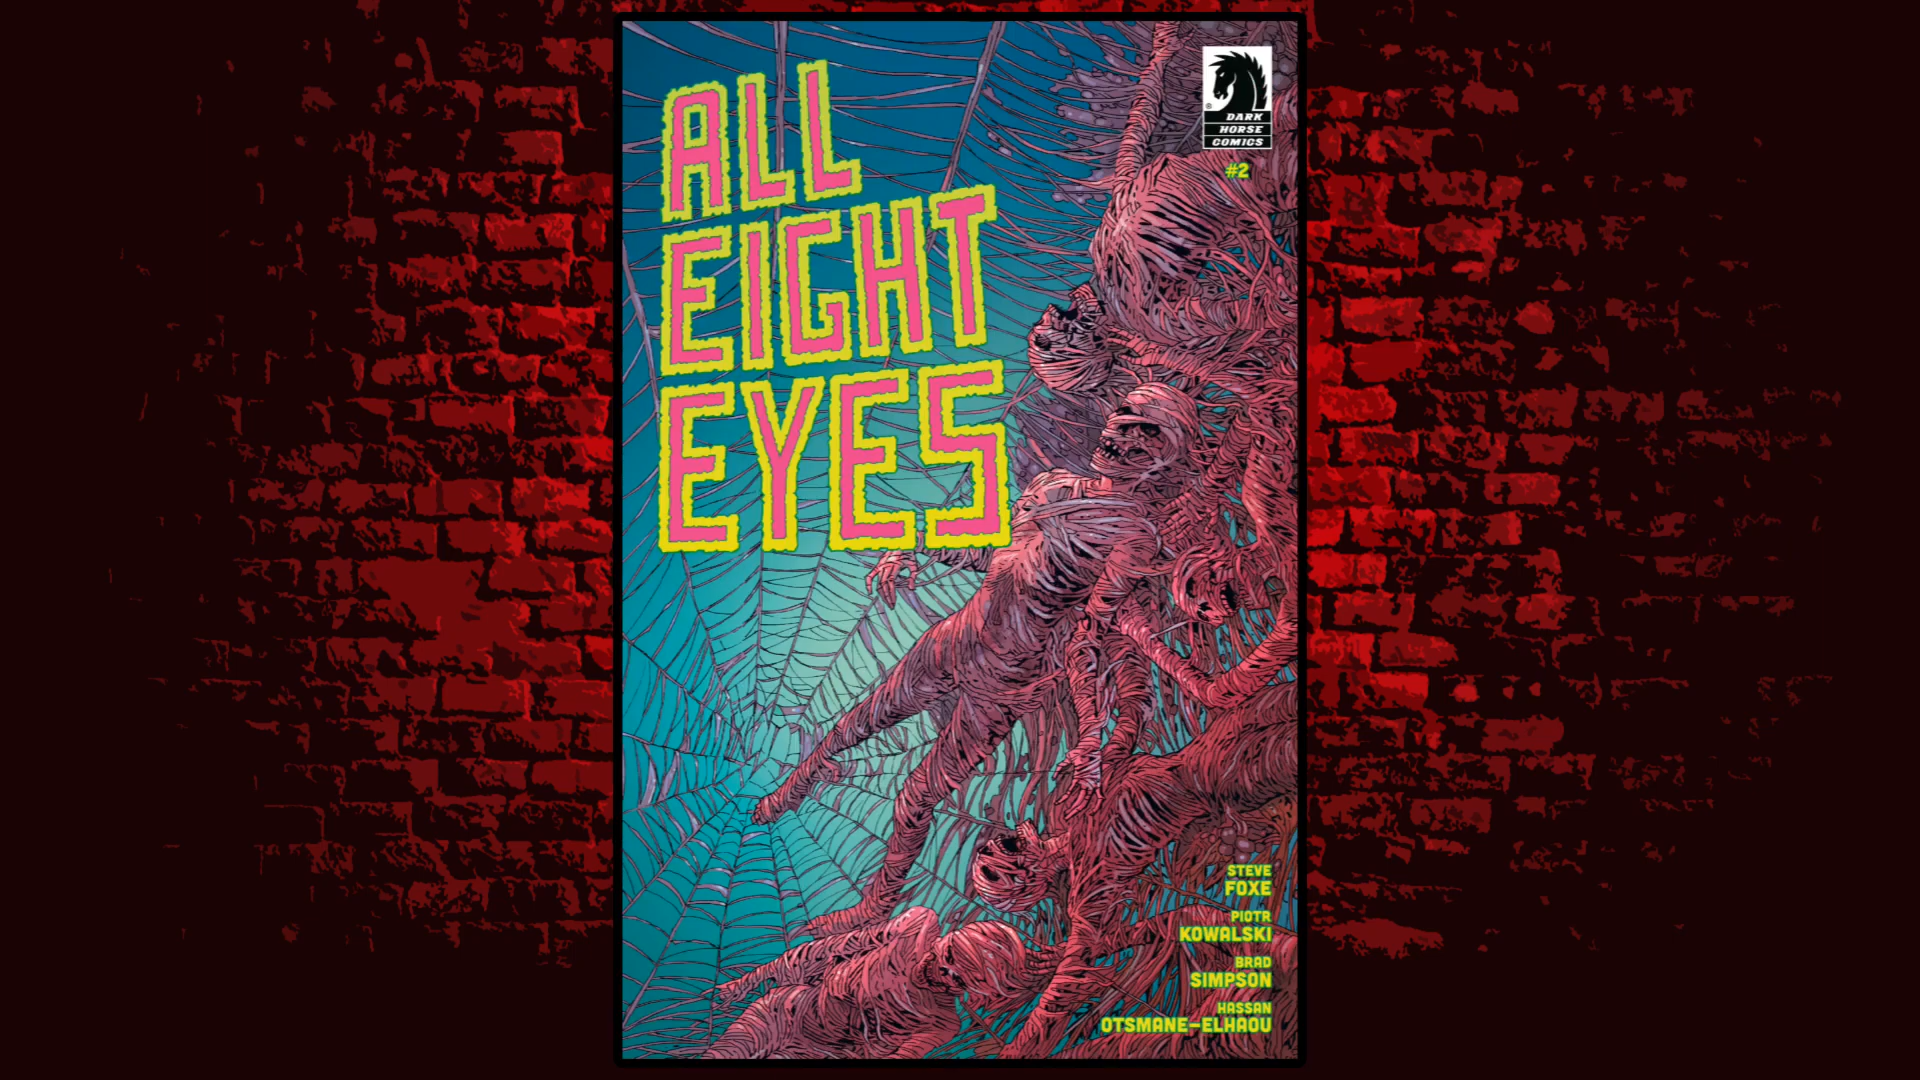 ALL
EIGHT
EYES
DARK
HORSE
COMICS
#2
STEVE
FOXE
PIOTR
KOWALSKI
BRAD
SIMPSON
HASSAN
OTSMANE-ELHAOU